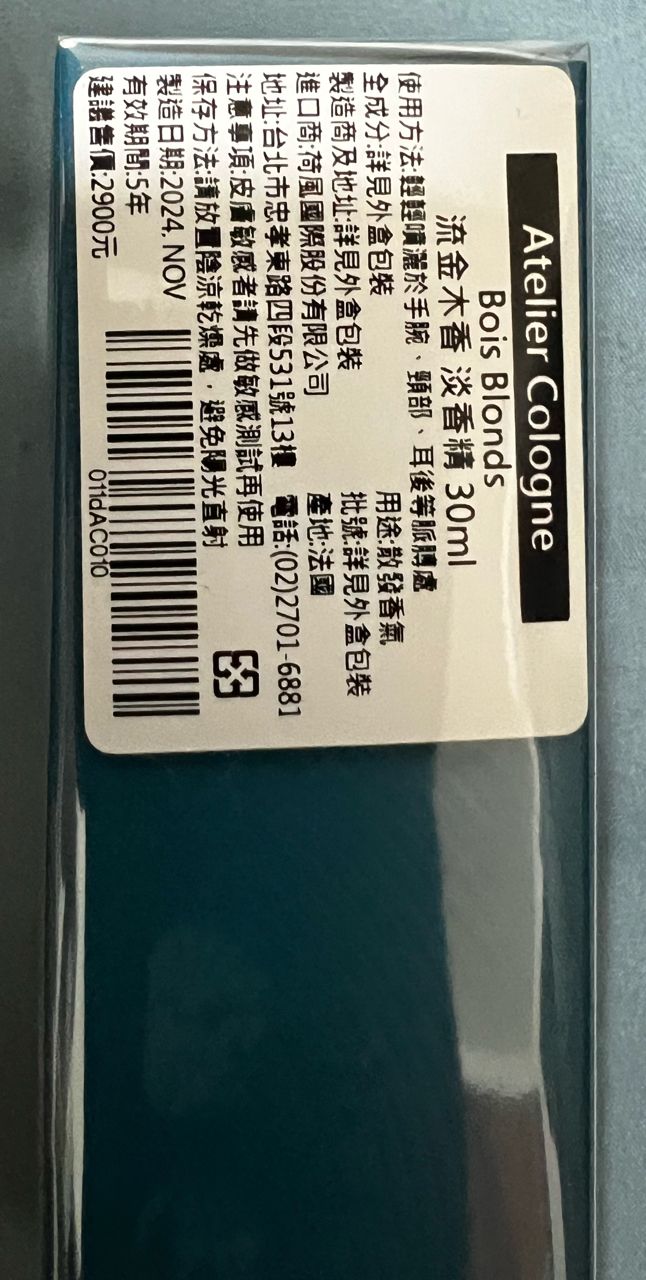 Atelier Cologne
Bois Blonds
流金木香 淡香精 30ml
使用方法:輕輕噴灑於手腕、頸部、耳後等脈膊處
全成分:詳見外盒包裝 用途:散發香氣
製造商及地址:詳見外盒包裝 批號:詳見外盒包裝
進口商:荷風國際股份有限公司 產地:法國
地址:台北市忠孝東路四段531號13樓 電話:(02)2701-6881
注意事項:皮膚敏感者請先做敏感測試再使用
保存方法:請放置陰涼乾燥處，避免陽光直射
製造日期:2024. NOV
有效期間:5年
建議售價:2900元
011dAC010